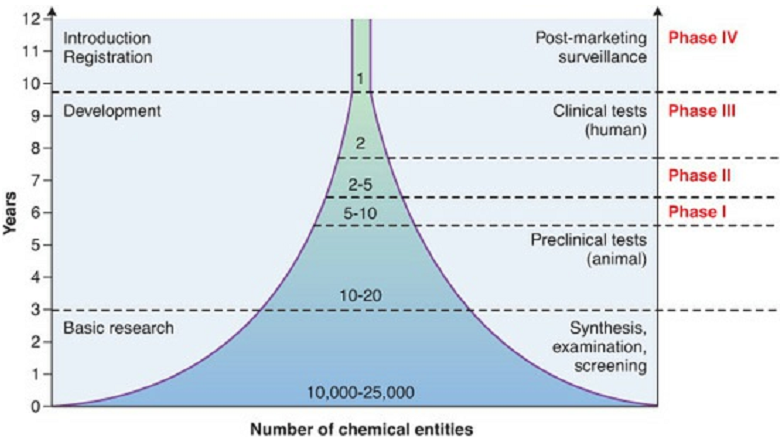 12
11
10
9
8
7
6
5
4
3
2
1
0
Years
Introduction
Registration
Development
Basic research
1
2
2-5
5-10
10-20
10,000-25,000
Post-marketing
surveillance
Clinical tests
(human)
Preclinical tests
(animal)
Synthesis,
examination,
screening
Phase IV
Phase III
Phase II
Phase I
Number of chemical entities